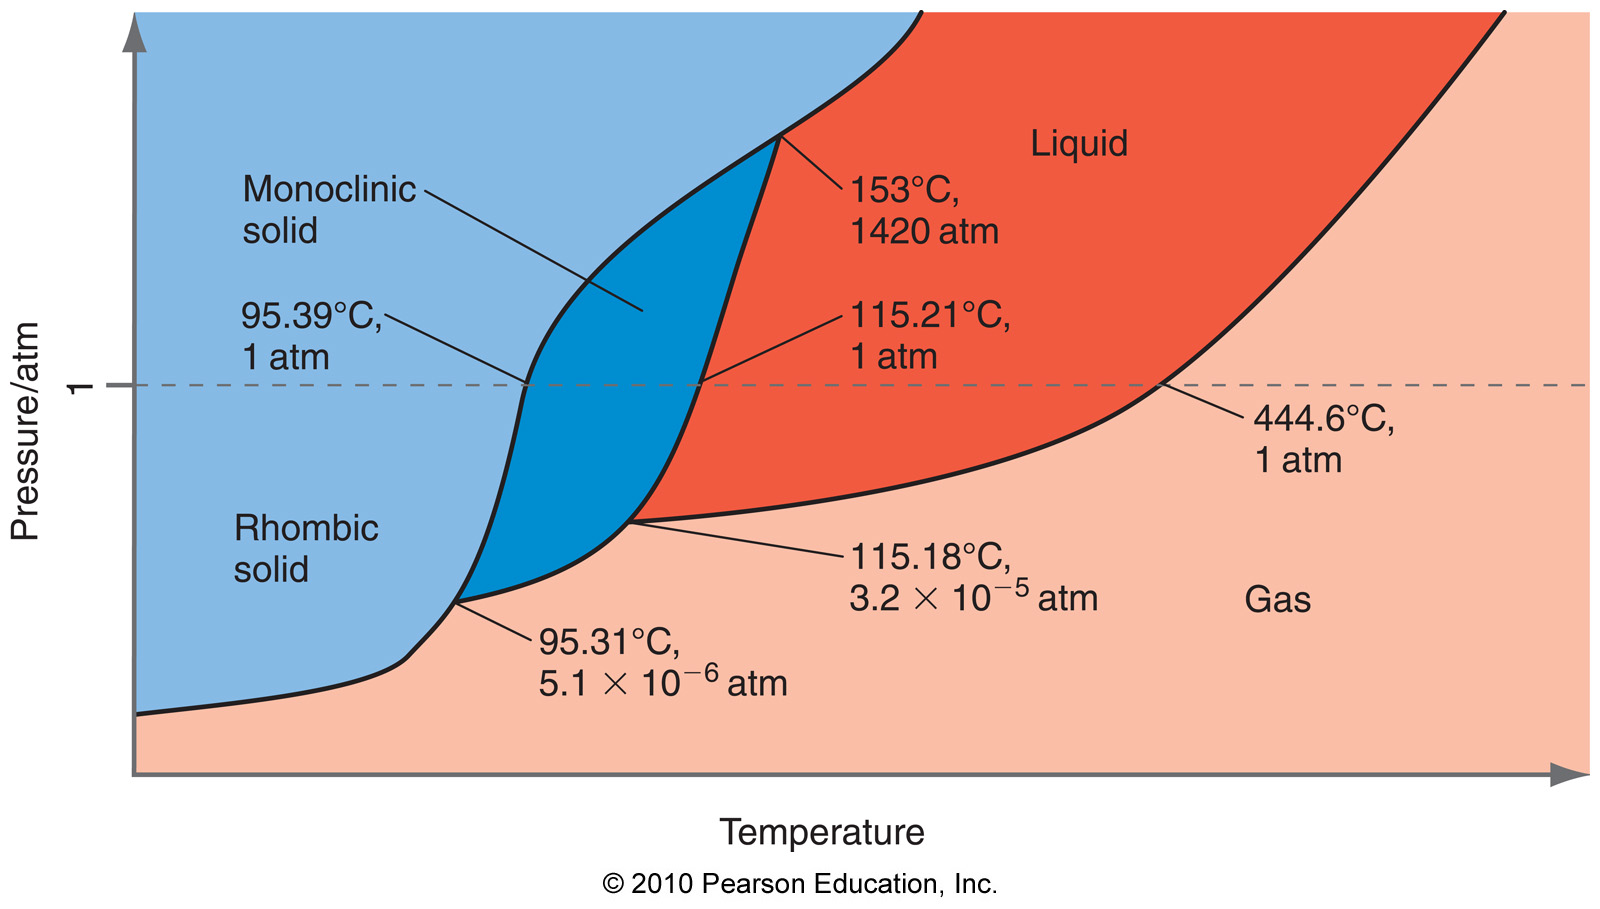 Liquid
Monoclinic
solid
153°C,
1420 atm
95.39°C,
1 atm
115.21°C,
1 atm
Pressure/atm
1
444.6°C,
1 atm
Rhombic
solid
115.18°C,
3.2 × 10⁻⁵ atm
Gas
95.31°C,
5.1 × 10⁻⁶ atm
Temperature
© 2010 Pearson Education, Inc.